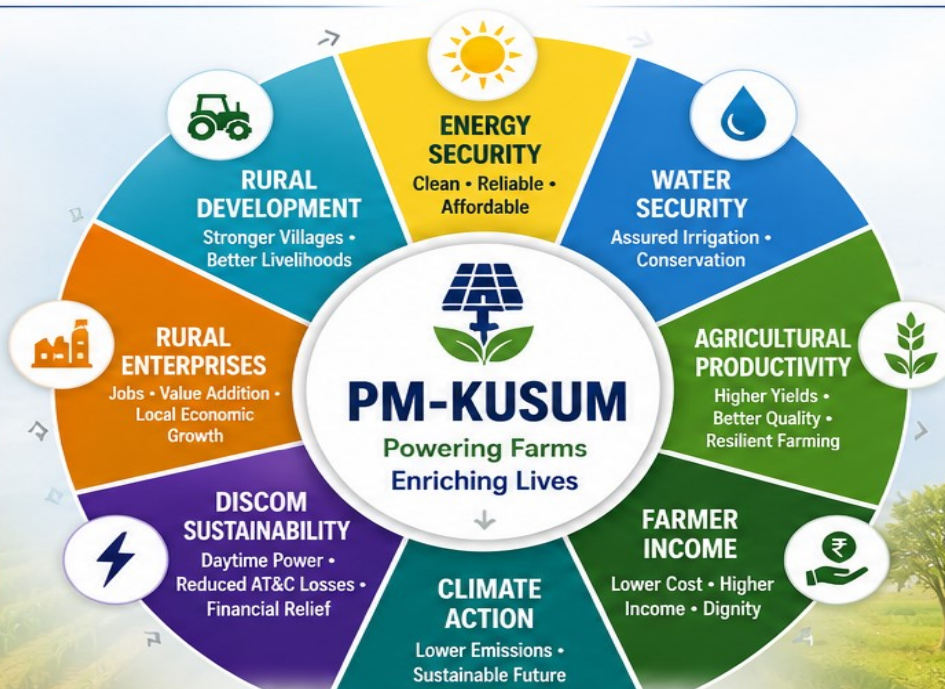 ENERGY
SECURITY
Clean • Reliable •
Affordable
WATER
SECURITY
Assured Irrigation •
Conservation
AGRICULTURAL
PRODUCTIVITY
Higher Yields •
Better Quality •
Resilient Farming
FARMER
INCOME
₹
Lower Cost • Higher
Income • Dignity
CLIMATE
ACTION
Lower Emissions •
Sustainable Future
DISCOM
SUSTAINABILITY
Daytime Power •
Reduced AT&C Losses •
Financial Relief
RURAL
ENTERPRISES
Jobs • Value Addition •
Local Economic
Growth
RURAL
DEVELOPMENT
Stronger Villages •
Better Livelihoods
PM-KUSUM
Powering Farms
Enriching Lives